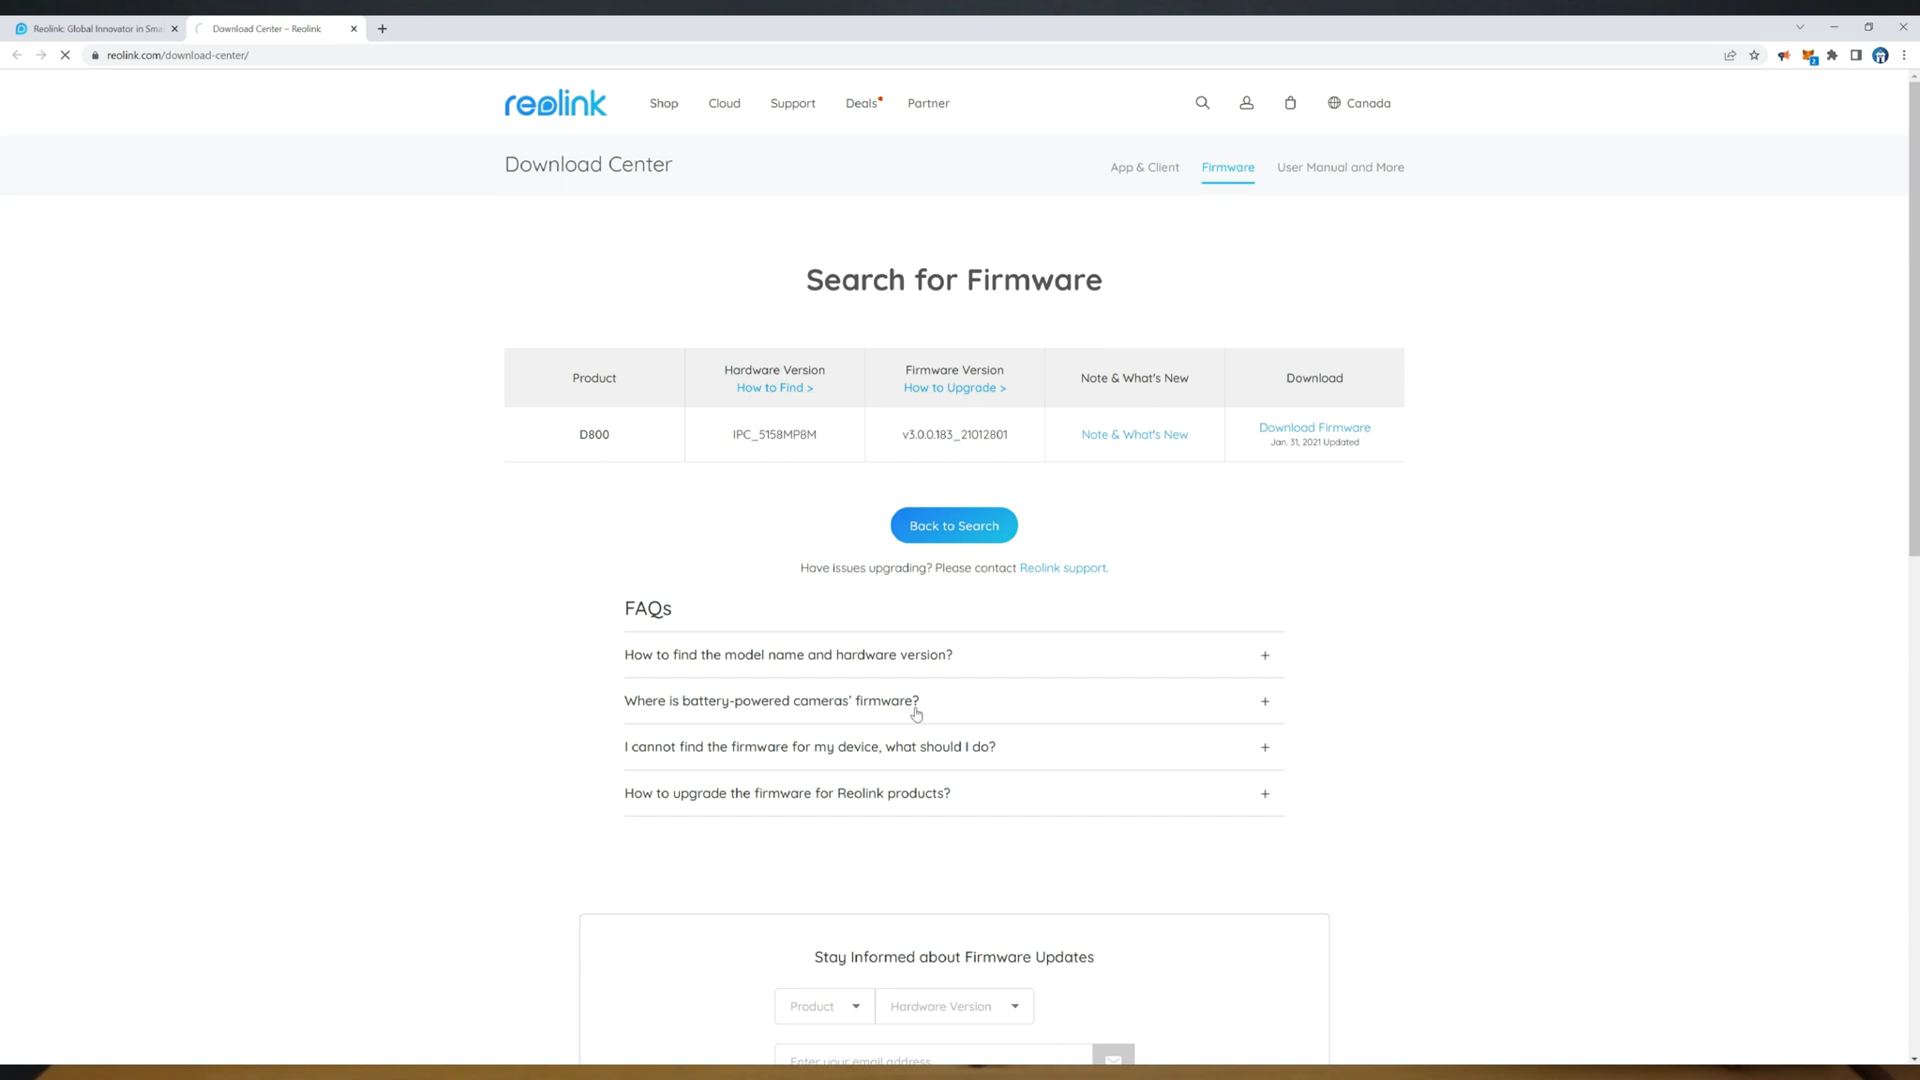 Reolink: Global Innovator in Sma
Download Center – Reolink
reolink.com/download-center/
2
reolink
Shop
Cloud
Support
Deals
Partner
Canada
Download Center
App & Client
Firmware
User Manual and More
Search for Firmware
Product
Hardware Version
How to Find >
Firmware Version
How to Upgrade >
Note & What's New
Download
D800
IPC_5158MP8M
v3.0.0.183_21012801
Note & What's New
Download Firmware
Jan. 31, 2021 Updated
Back to Search
Have issues upgrading? Please contact Reolink support.
FAQs
How to find the model name and hardware version?
Where is battery-powered cameras' firmware?
I cannot find the firmware for my device, what should I do?
How to upgrade the firmware for Reolink products?
Stay Informed about Firmware Updates
Product
Hardware Version
Enter your email address